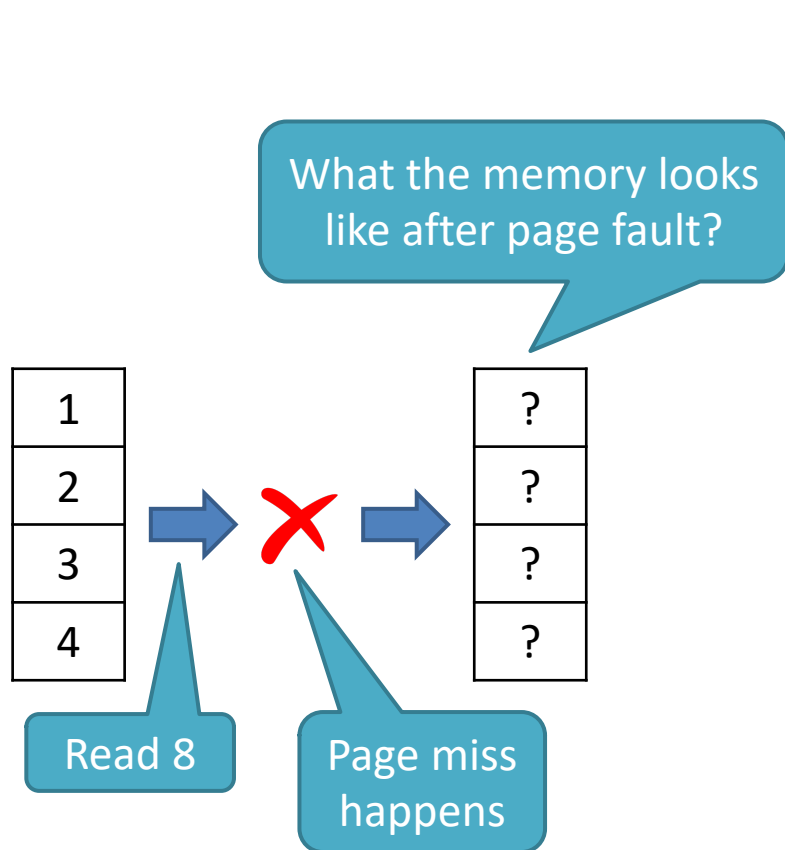 What the memory looks
like after page fault?
1
2
3
4
?
?
?
?
Read 8
Page miss
happens